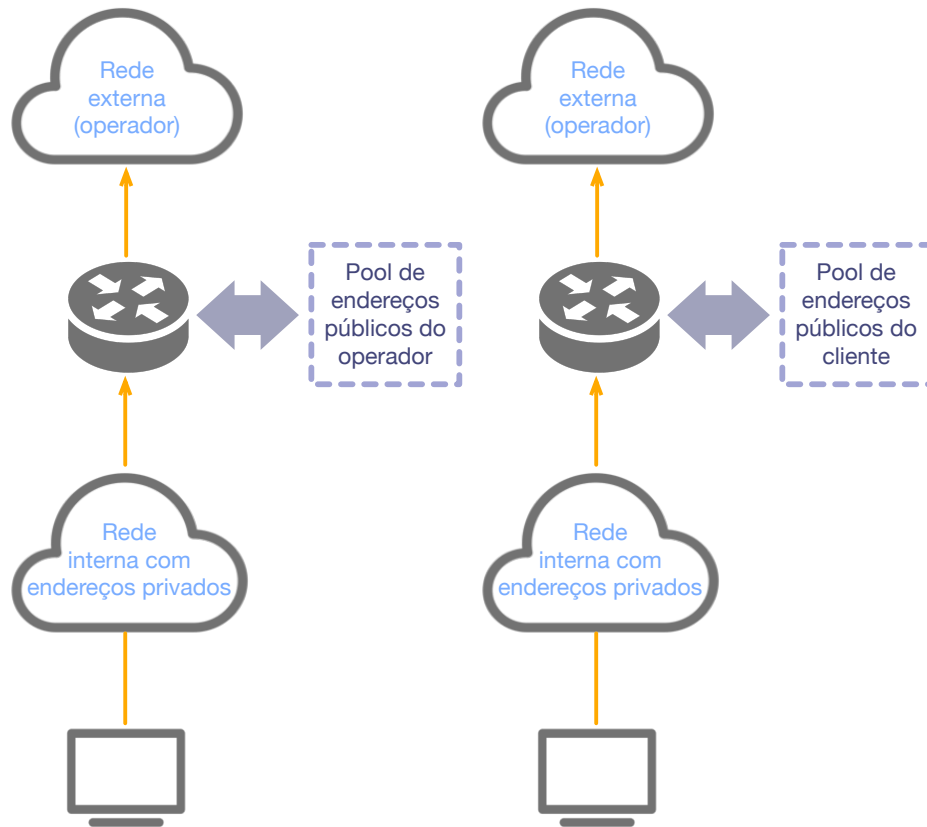 Rede
externa
(operador)
Rede
externa
(operador)
Pool de
endereços
públicos do
operador
Pool de
endereços
públicos do
cliente
Rede
interna com
endereços privados
Rede
interna com
endereços privados